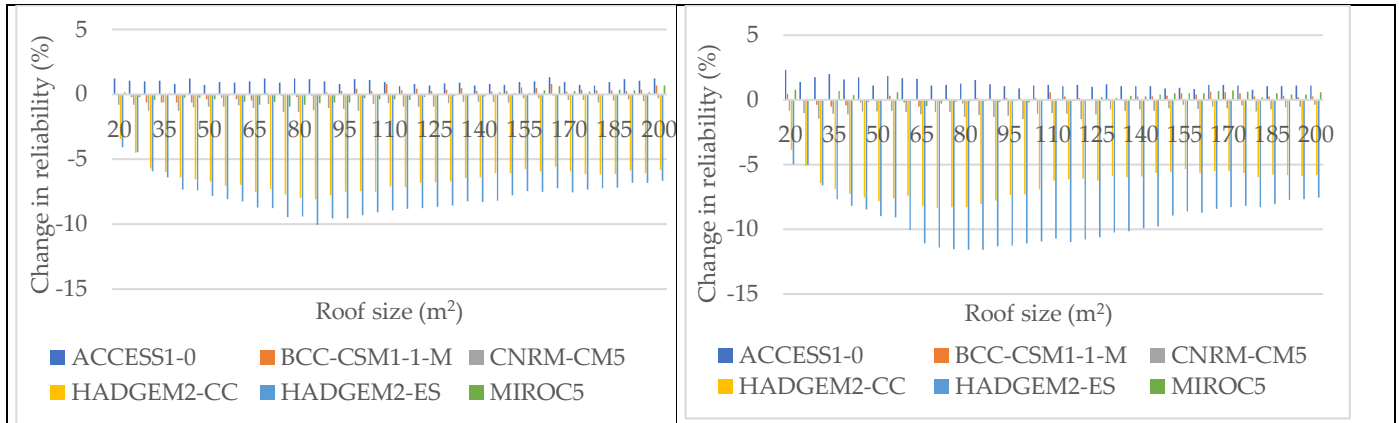 Change in reliability (%)
5
0
-5
-10
-15
20 35 50 65 80 95 110 125 140 155 170 185 200
Roof size (m²)
ACCESS1-0 BCC-CSM1-1-M CNRM-CM5
HADGEM2-CC HADGEM2-ES MIROC5
Change in reliability (%)
5
0
-5
-10
-15
20 35 50 65 80 95 110 125 140 155 170 185 200
Roof size (m²)
ACCESS1-0 BCC-CSM1-1-M CNRM-CM5
HADGEM2-CC HADGEM2-ES MIROC5